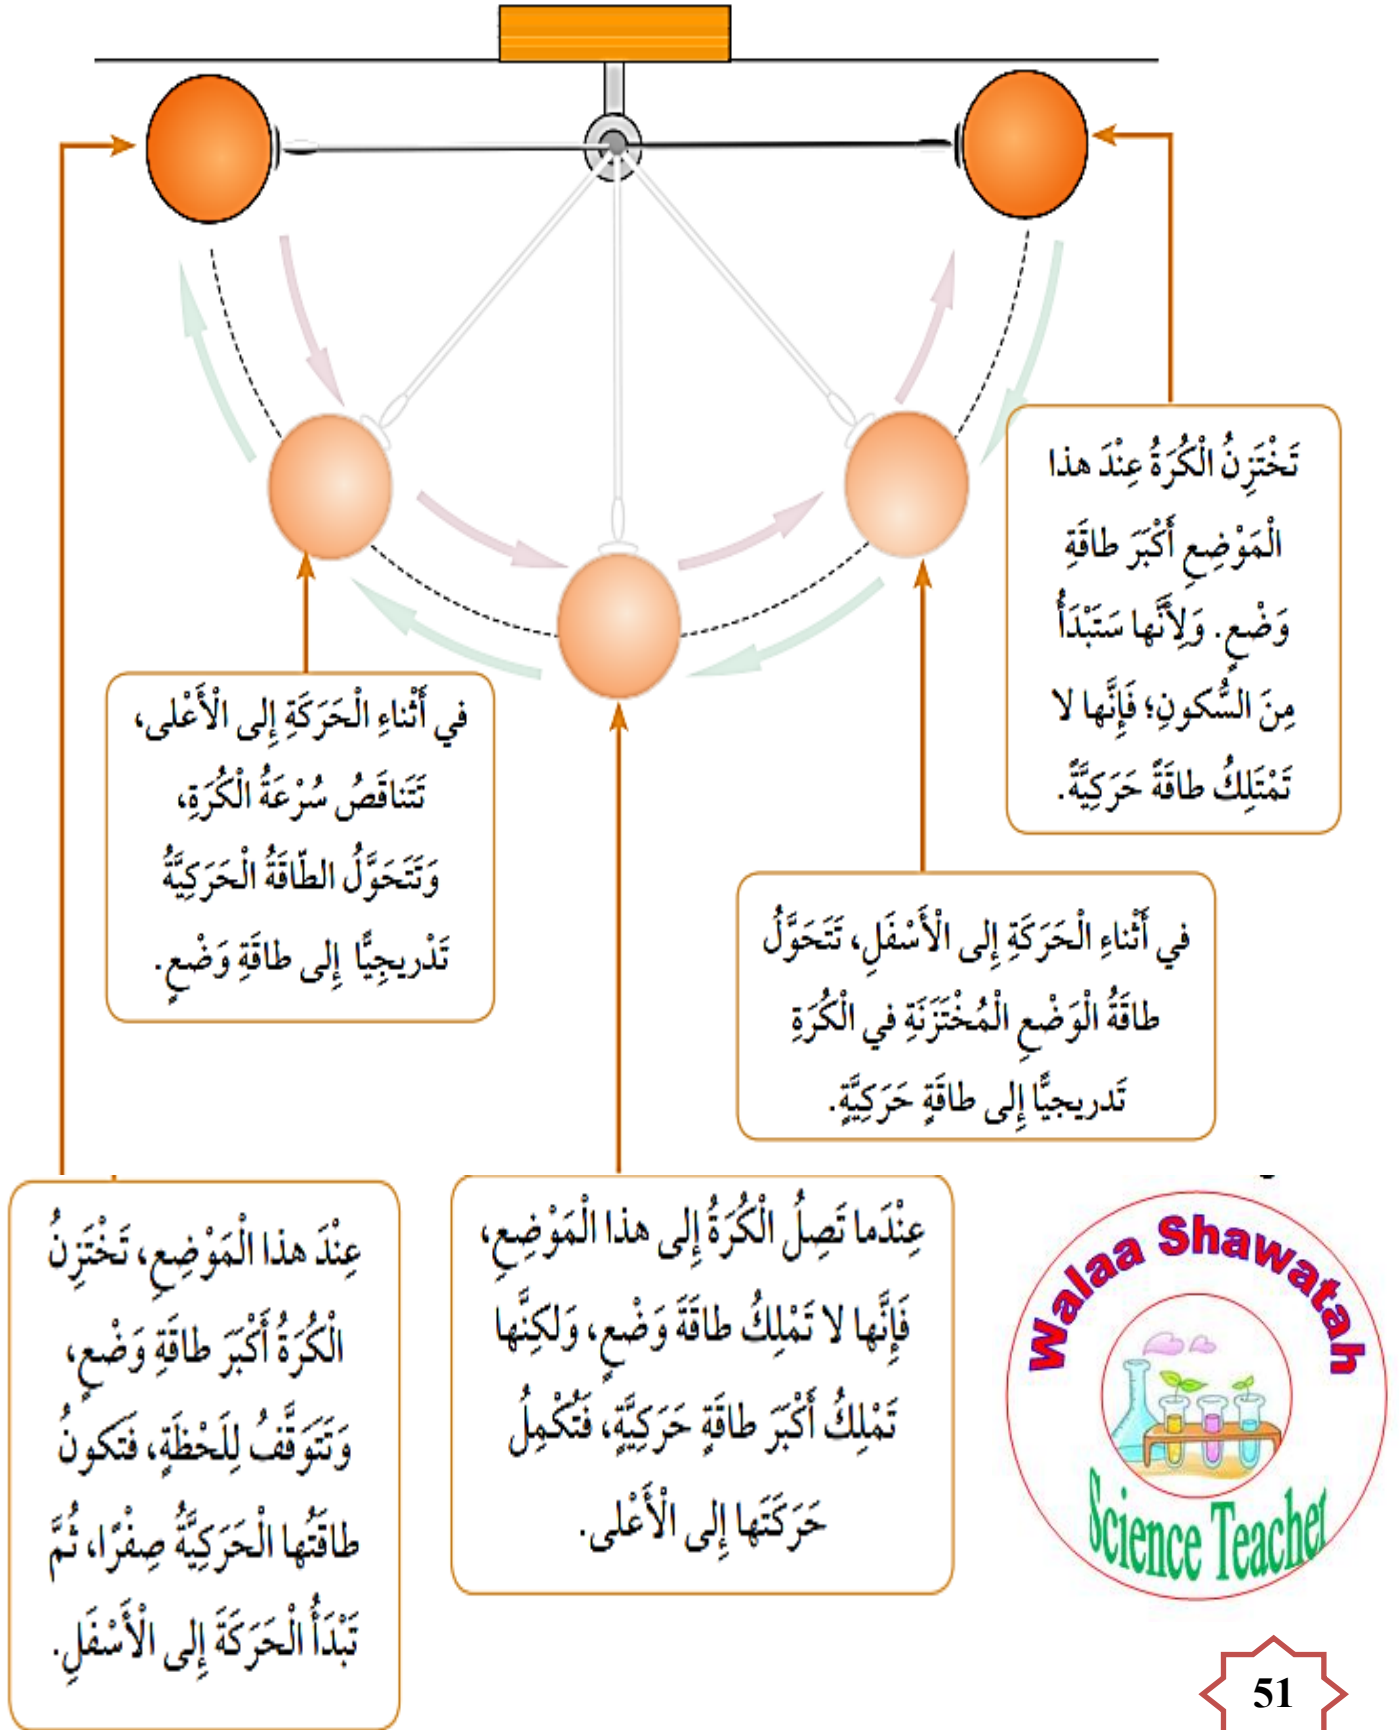 تَخْتَزِنُ الْكُرَةُ عِنْدَ هذا
الْمَوْضِعِ أَكْبَرَ طاقَةِ
وَضْعٍ. وَلِأَنَّها سَتَبْدَأُ
مِنَ السُّكونِ؛ فَإِنَّها لا
تَمْتَلِكُ طاقَةً حَرَكِيَّةً.
في أَثْناءِ الْحَرَكَةِ إِلى الْأَسْفَلِ، تَتَحَوَّلُ
طاقَةُ الْوَضْعِ الْمُخْتَزَنَةِ في الْكُرَةِ
تَدريجيًّا إِلى طاقَةٍ حَرَكِيَّةٍ.
عِنْدَما تَصِلُ الْكُرَةُ إِلى هذا الْمَوْضِعِ،
فَإِنَّها لا تَمْلِكُ طاقَةَ وَضْعٍ، وَلكِنَّها
تَمْلِكُ أَكْبَرَ طاقَةٍ حَرَكِيَّةٍ، فَتُكْمِلُ
حَرَكَتَها إِلى الْأَعْلى.
في أَثْناءِ الْحَرَكَةِ إِلى الْأَعْلى،
تَتَناقَصُ سُرْعَةُ الْكُرَةِ،
وَتَتَحَوَّلُ الطّاقَةُ الْحَرَكِيَّةُ
تَدْريجِيًّا إِلى طاقَةِ وَضْعٍ.
عِنْدَ هذا الْمَوْضِعِ، تَخْتَزِنُ
الْكُرَةُ أَكْبَرَ طاقَةِ وَضْعٍ،
وَتَتَوَقَّفُ لِلَحْظَةٍ، فَتَكونُ
طاقَتُها الْحَرَكِيَّةُ صِفْرًا، ثُمَّ
تَبْدَأُ الْحَرَكَةَ إِلى الْأَسْفَلِ.
Walaa Shawatah
Science Teacher
51